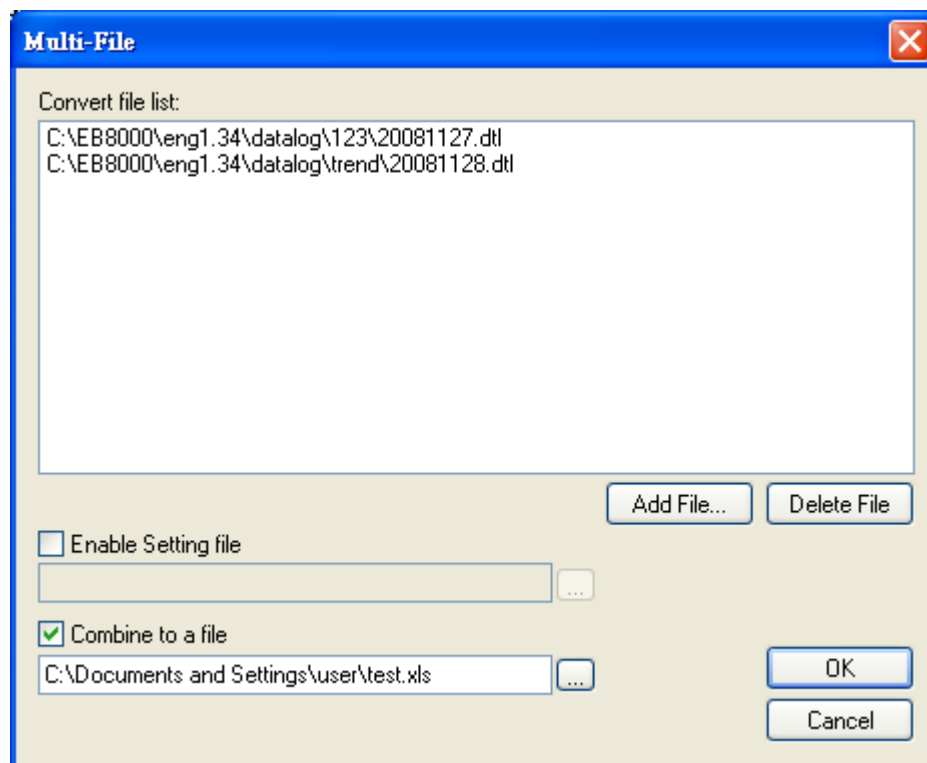 Multi-File
Convert file list:
C:\EB8000\eng1.34\datalog\123\20081127.dtl
C:\EB8000\eng1.34\datalog\trend\20081128.dtl
Add File...
Delete File
Enable Setting file
...
Combine to a file
C:\Documents and Settings\user\test.xls
...
OK
Cancel